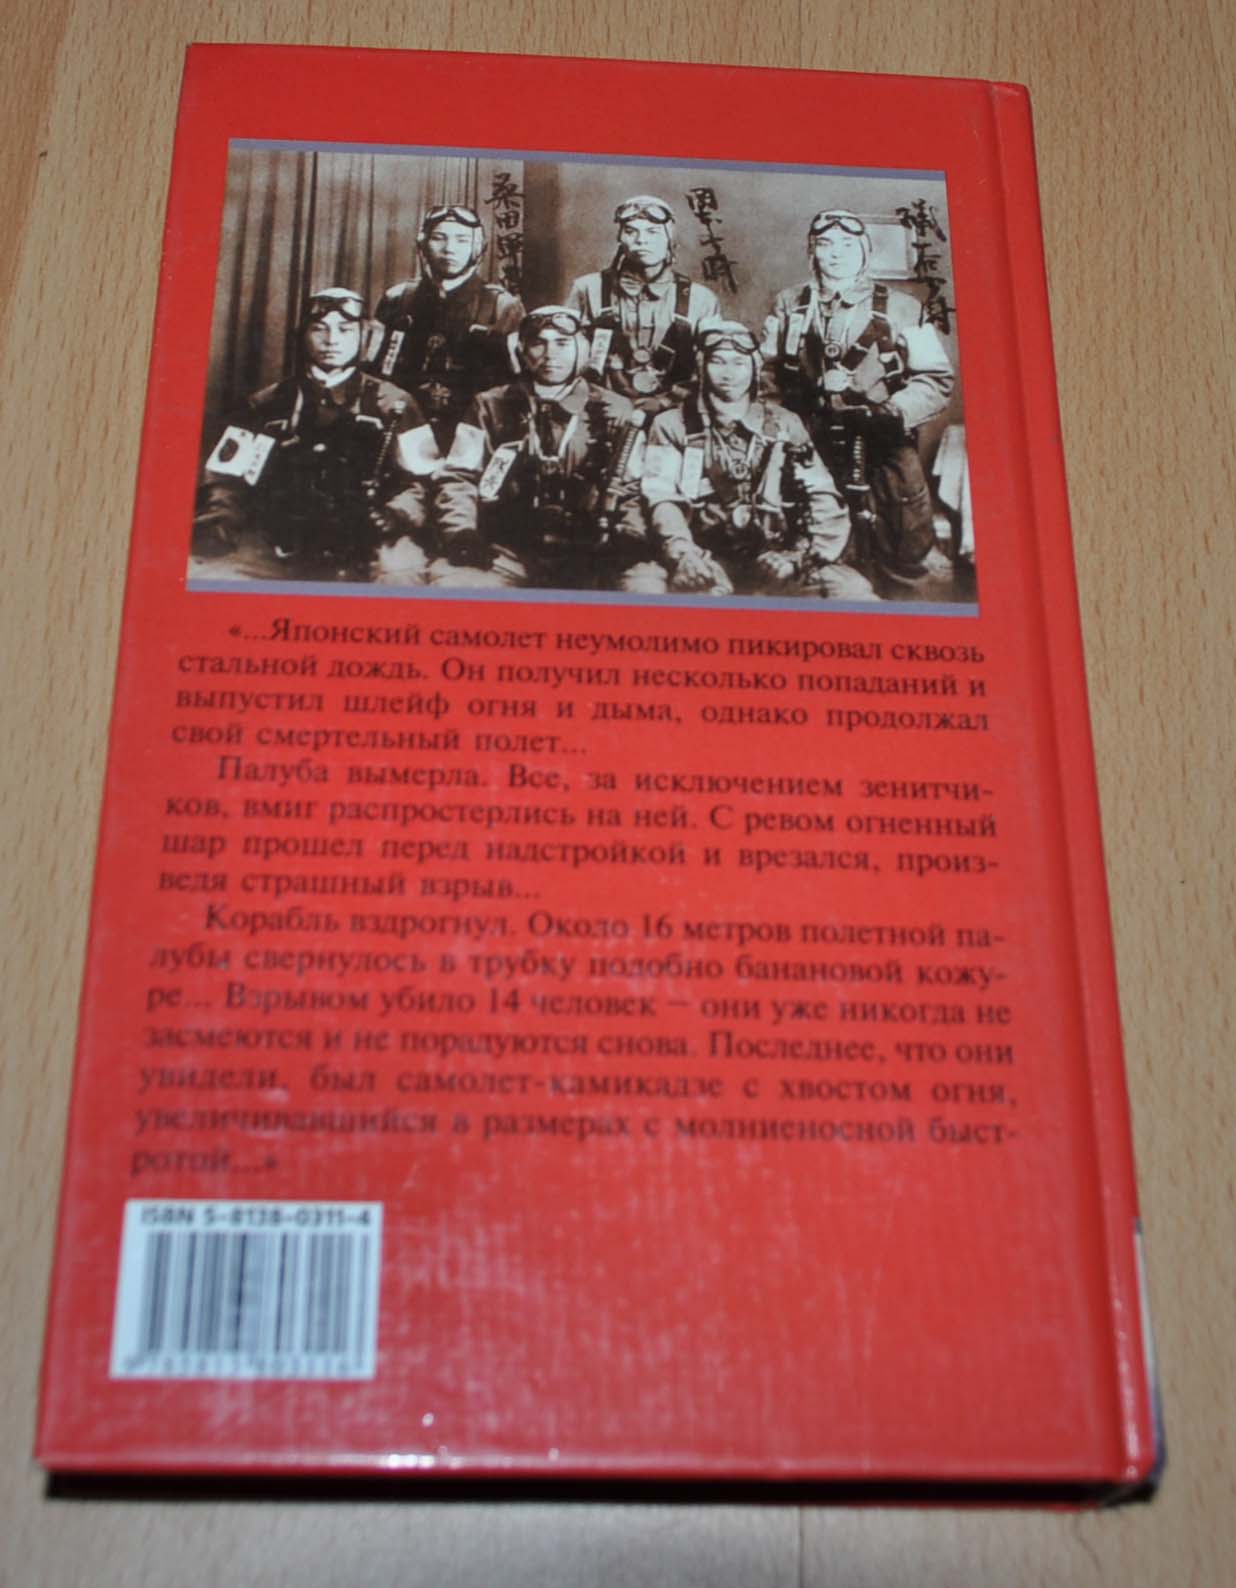 桑田
«...Японский самолет неумолимо пикировал сквозь
стальной дождь. Он получил несколько попаданий и
выпустил шлейф огня и дыма, однако продолжал
свой смертельный полет...
Палуба вымерла. Все, за исключением зенитчи-
ков, вмиг распростерлись на ней. С ревом огненный
шар прошел перед надстройкой и врезался, произ-
ведя страшный взрыв...
Корабль вздрогнул. Около 16 метров полетной па-
лубы свернулось в трубку подобно банановой кожу-
ре... Взрывом убило 14 человек — они уже никогда не
засмеются и не порадуются снова. Последнее, что они
увидели, был самолет-камикадзе с хвостом огня,
увеличивавшийся в размерах с молниеносной быст-
ротой...»
ISBN 5-8138-0311-4